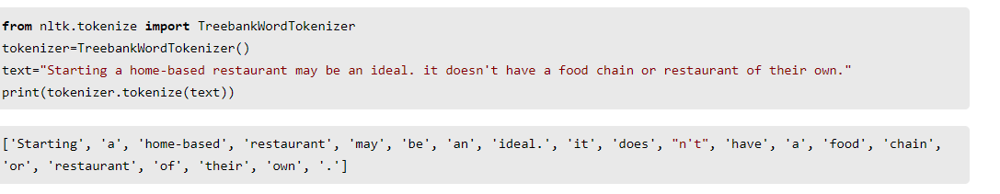 from nltk.tokenize import TreebankWordTokenizer
tokenizer=TreebankWordTokenizer()
text="Starting a home-based restaurant may be an ideal. it doesn't have a food chain or restaurant of their own."
print(tokenizer.tokenize(text))
['Starting', 'a', 'home-based', 'restaurant', 'may', 'be', 'an', 'ideal.', 'it', 'does', "n't", 'have', 'a', 'food', 'chain',
'or', 'restaurant', 'of', 'their', 'own', '.']